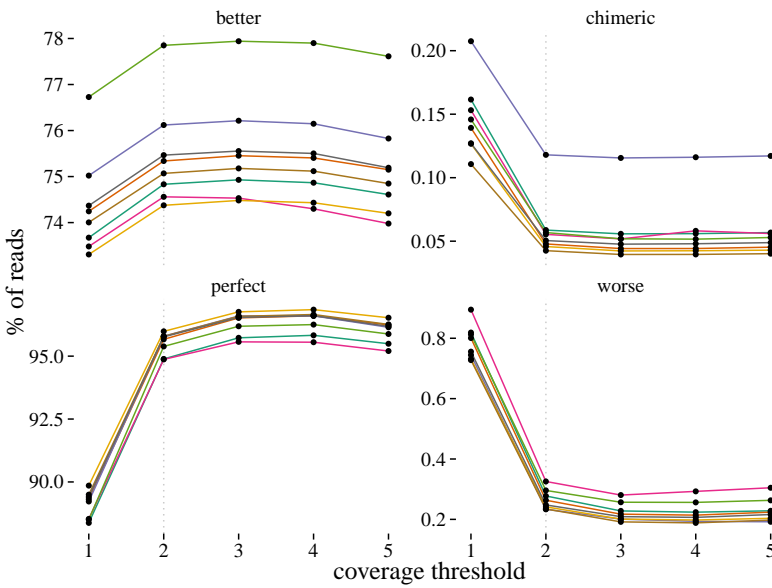 better
chimeric
78
77
76
75
74
0.20
0.15
0.10
0.05
% of reads
perfect
worse
95.0
92.5
90.0
0.8
0.6
0.4
0.2
1 2 3 4 5
1 2 3 4 5
coverage threshold